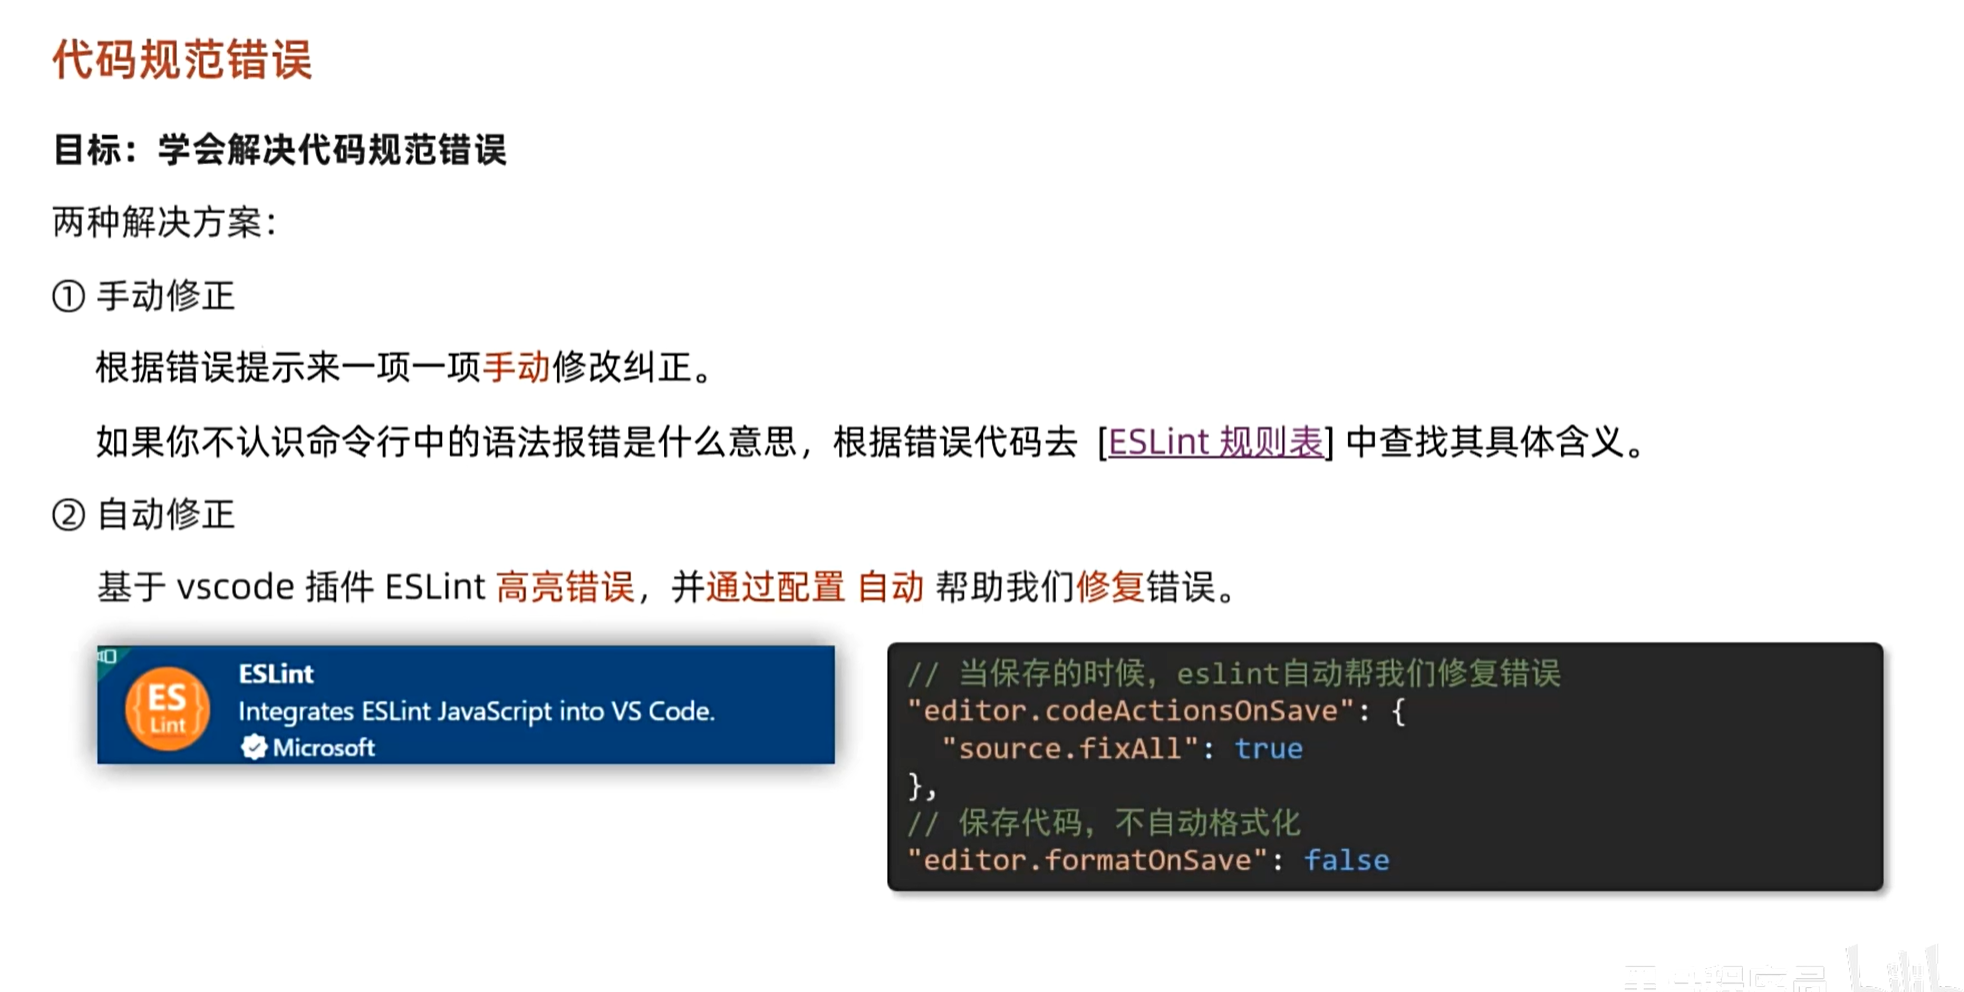 代码规范错误
目标：学会解决代码规范错误
两种解决方案：
① 手动修正
根据错误提示来一项一项手动修改纠正。
如果你不认识命令行中的语法报错是什么意思，根据错误代码去 [ESLint 规则表] 中查找其具体含义。
② 自动修正
基于 vscode 插件 ESLint 高亮错误，并通过配置 自动 帮助我们修复错误。
ESLint
ES
Lint
Integrates ESLint JavaScript into VS Code.
Microsoft
// 当保存的时候，eslint自动帮我们修复错误
"editor.codeActionsOnSave": {
"source.fixAll": true
},
// 保存代码，不自动格式化
"editor.formatOnSave": false